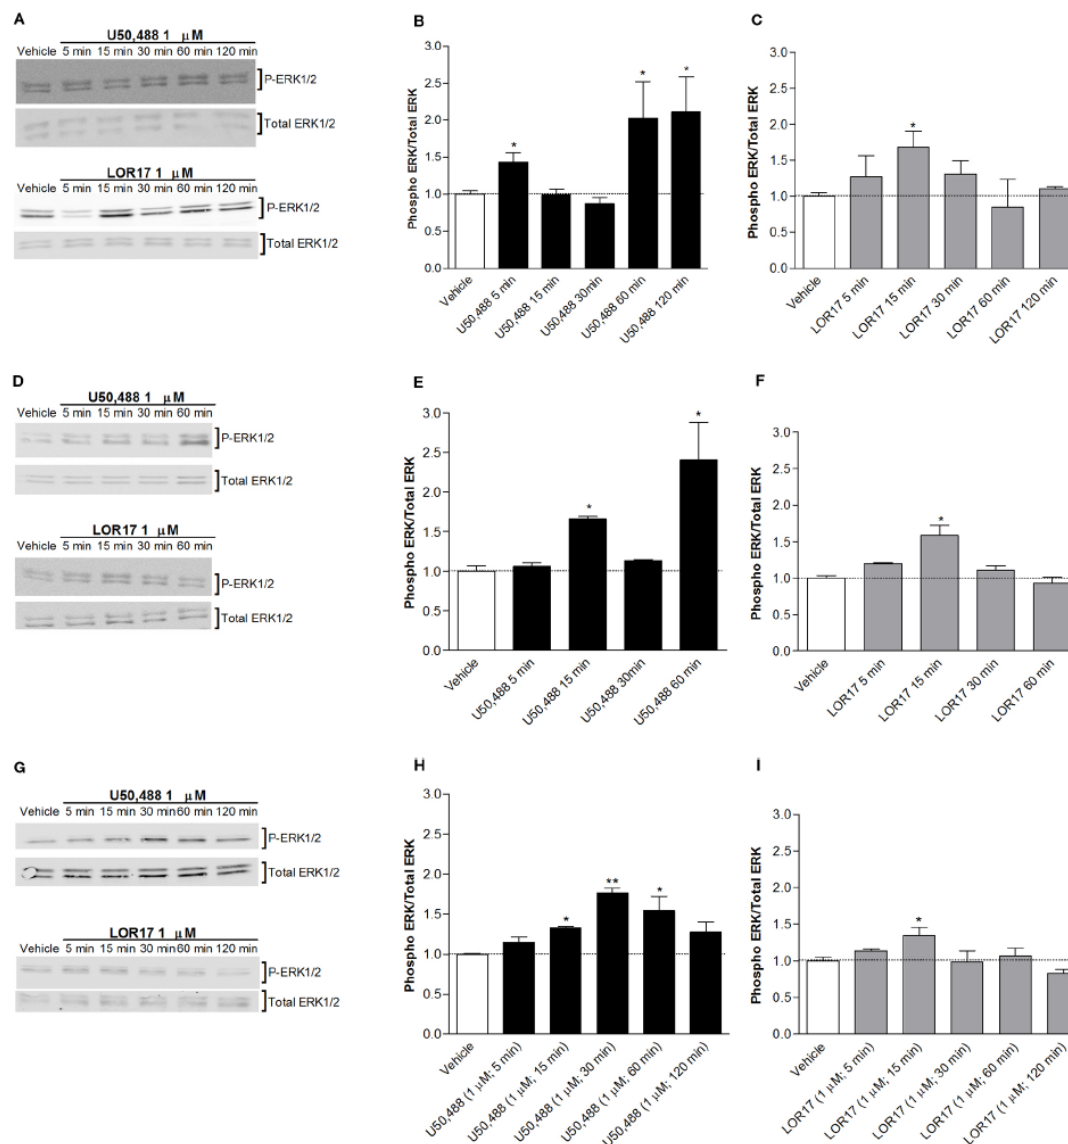 A
U50,488 1 μM
Vehicle 5 min 15 min 30 min 60 min 120 min
P-ERK1/2
Total ERK1/2
LOR17 1 μM
Vehicle 5 min 15 min 30 min 60 min 120 min
P-ERK1/2
Total ERK1/2
B
Phospho ERK/Total ERK
3.0
2.5
2.0
1.5
1.0
0.5
0.0
* * *
Vehicle
U50,488 5 min
U50,488 15 min
U50,488 30min
U50,488 60 min
U50,488 120 min
C
Phospho ERK/Total ERK
3.0
2.5
2.0
1.5
1.0
0.5
0.0
*
Vehicle
LOR17 5 min
LOR17 15 min
LOR17 30 min
LOR17 60 min
LOR17 120 min
D
U50,488 1 μM
Vehicle 5 min 15 min 30 min 60 min
P-ERK1/2
Total ERK1/2
LOR17 1 μM
Vehicle 5 min 15 min 30 min 60 min
P-ERK1/2
Total ERK1/2
E
Phospho ERK/Total ERK
3.0
2.5
2.0
1.5
1.0
0.5
0.0
* *
Vehicle
U50,488 5 min
U50,488 15 min
U50,488 30min
U50,488 60 min
F
Phospho ERK/Total ERK
3.0
2.5
2.0
1.5
1.0
0.5
0.0
*
Vehicle
LOR17 5 min
LOR17 15 min
LOR17 30 min
LOR17 60 min
G
U50,488 1 μM
Vehicle 5 min 15 min 30 min 60 min 120 min
P-ERK1/2
Total ERK1/2
LOR17 1 μM
Vehicle 5 min 15 min 30 min 60 min 120 min
P-ERK1/2
Total ERK1/2
H
Phospho ERK/Total ERK
3.0
2.5
2.0
1.5
1.0
0.5
0.0
* ** *
Vehicle
U50,488 (1 μM; 5 min)
U50,488 (1 μM; 15 min)
U50,488 (1 μM; 30 min)
U50,488 (1 μM; 60 min)
U50,488 (1 μM; 120 min)
I
Phospho ERK/Total ERK
3.0
2.5
2.0
1.5
1.0
0.5
0.0
*
Vehicle
LOR17 (1 μM; 5 min)
LOR17 (1 μM; 15 min)
LOR17 (1 μM; 30 min)
LOR17 (1 μM; 60 min)
LOR17 (1 μM; 120 min)